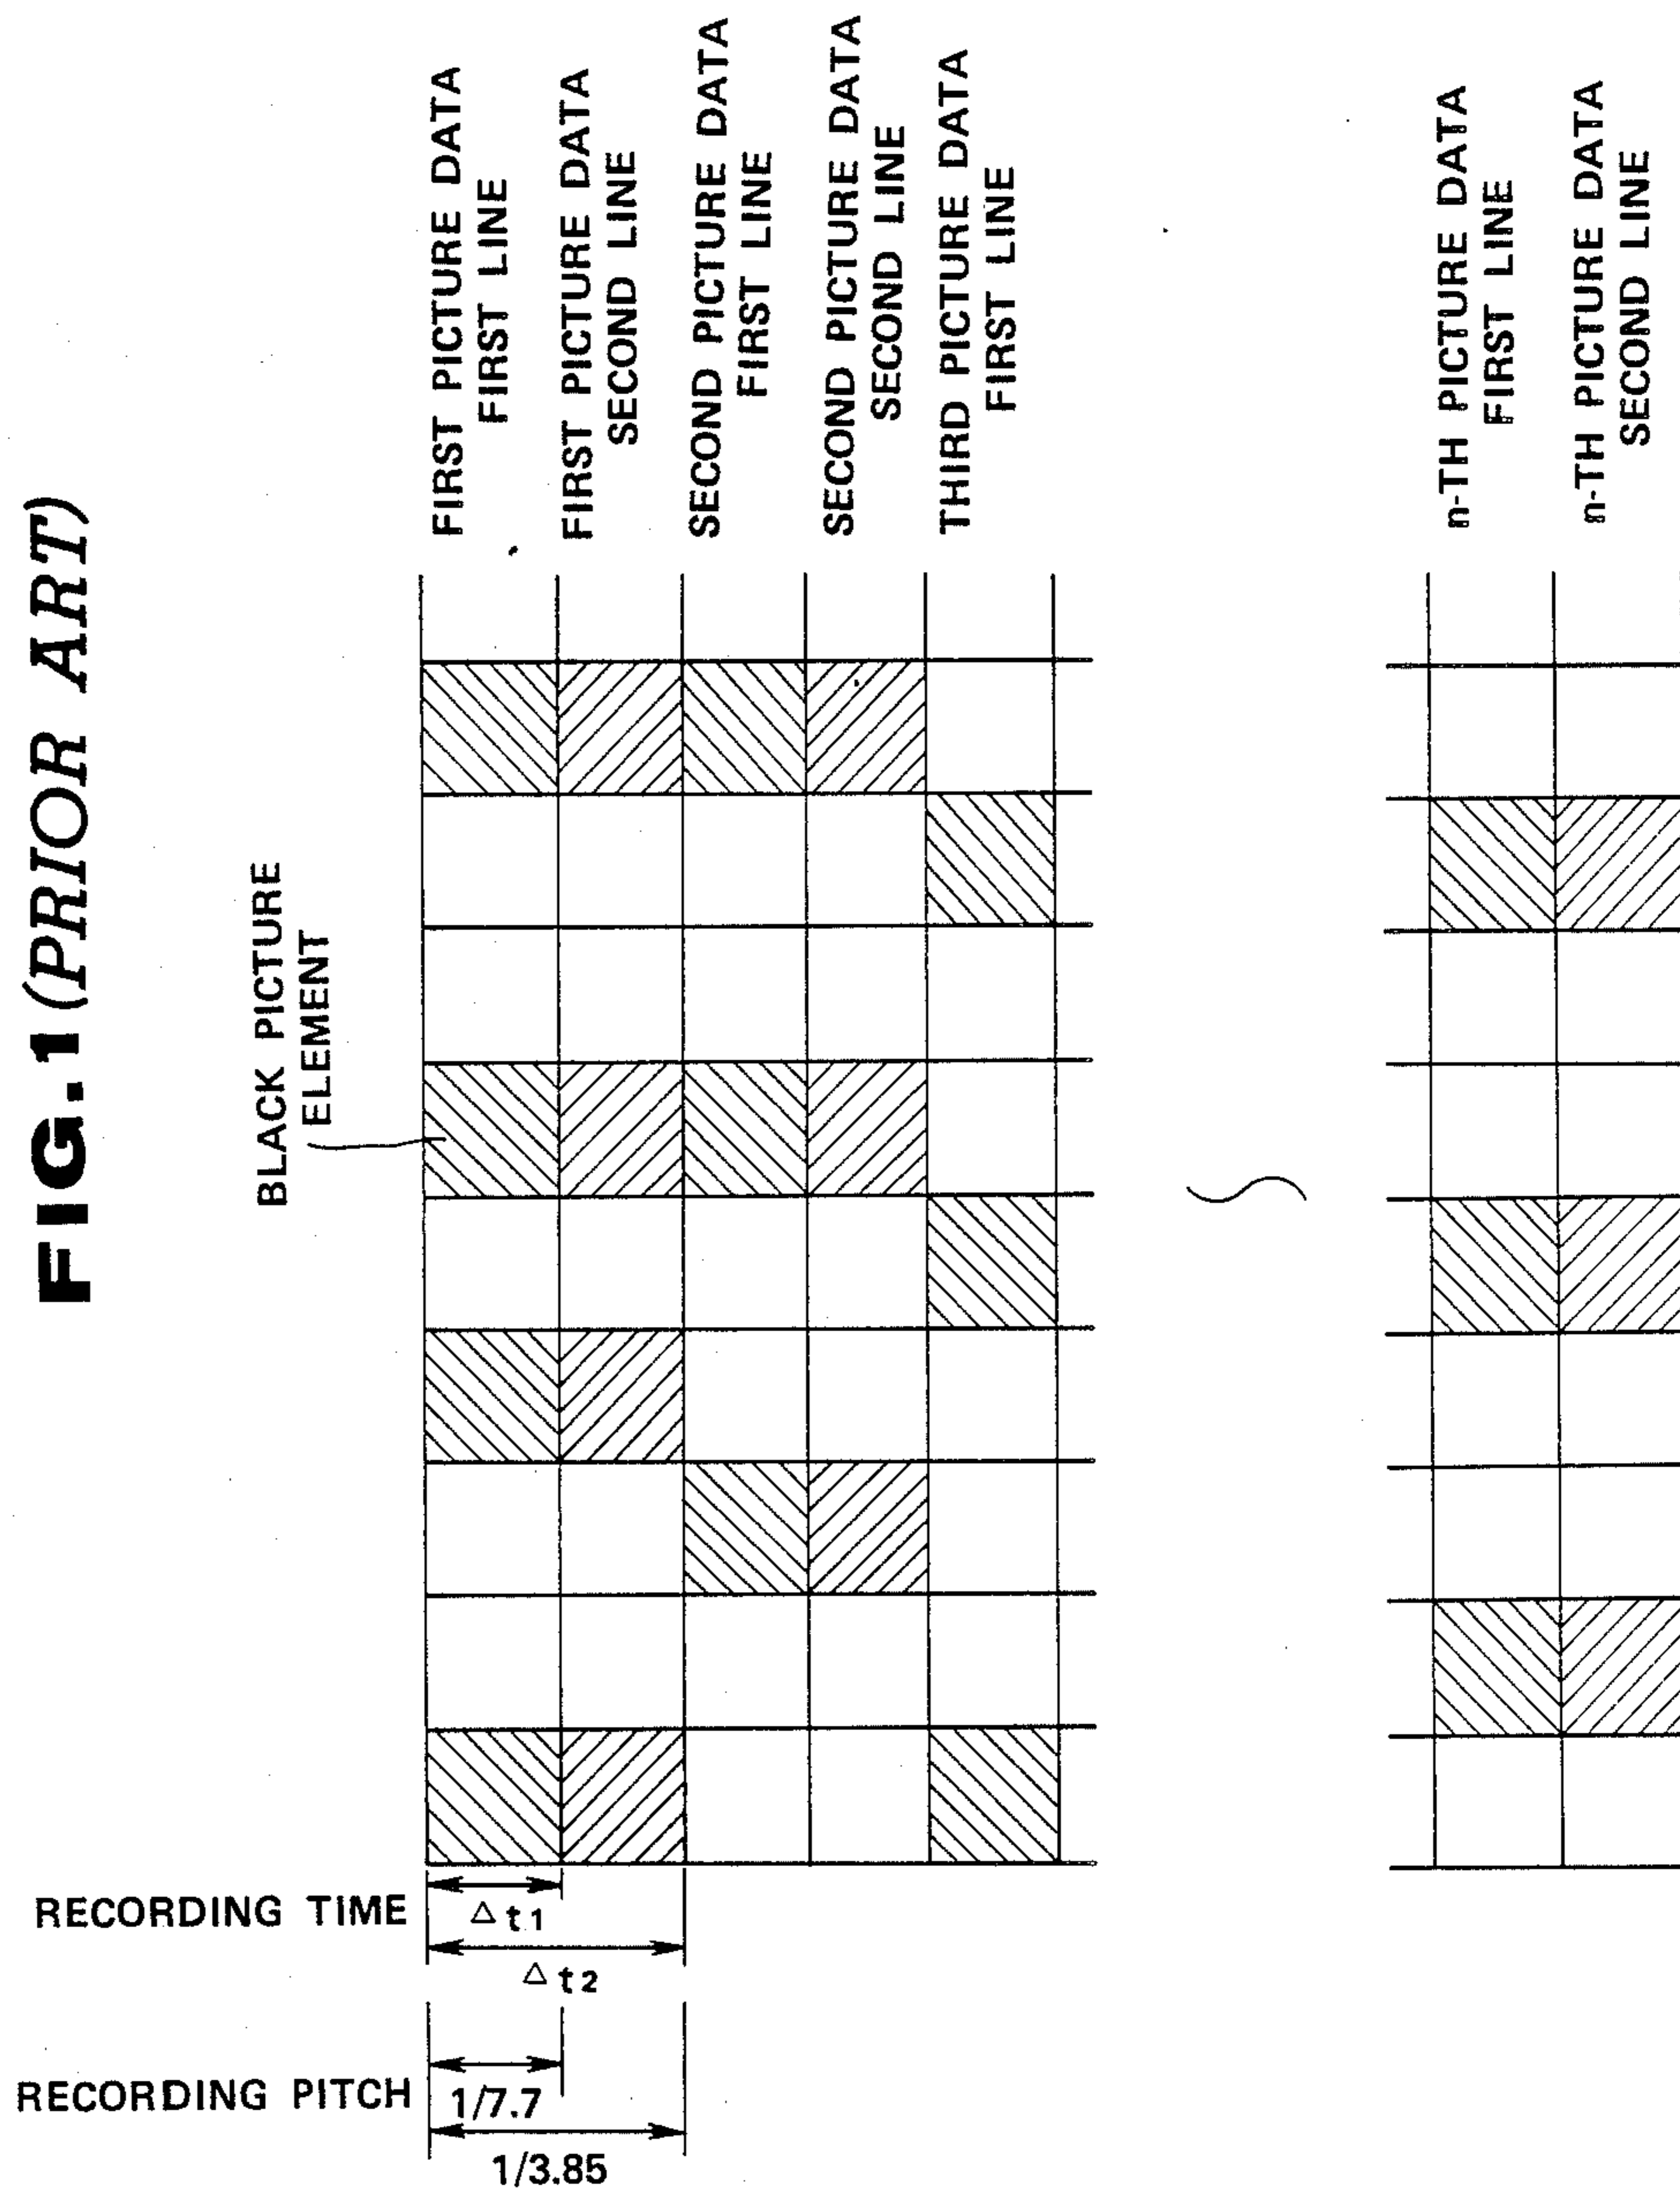 FIG.1 (PRIOR ART)
BLACK PICTURE
ELEMENT
FIRST PICTURE DATA
FIRST LINE
FIRST PICTURE DATA
SECOND LINE
SECOND PICTURE DATA
FIRST LINE
SECOND PICTURE DATA
SECOND LINE
THIRD PICTURE DATA
FIRST LINE
n-TH PICTURE DATA
FIRST LINE
n-TH PICTURE DATA
SECOND LINE
RECORDING TIME
△t1
△t2
RECORDING PITCH
1/7.7
1/3.85